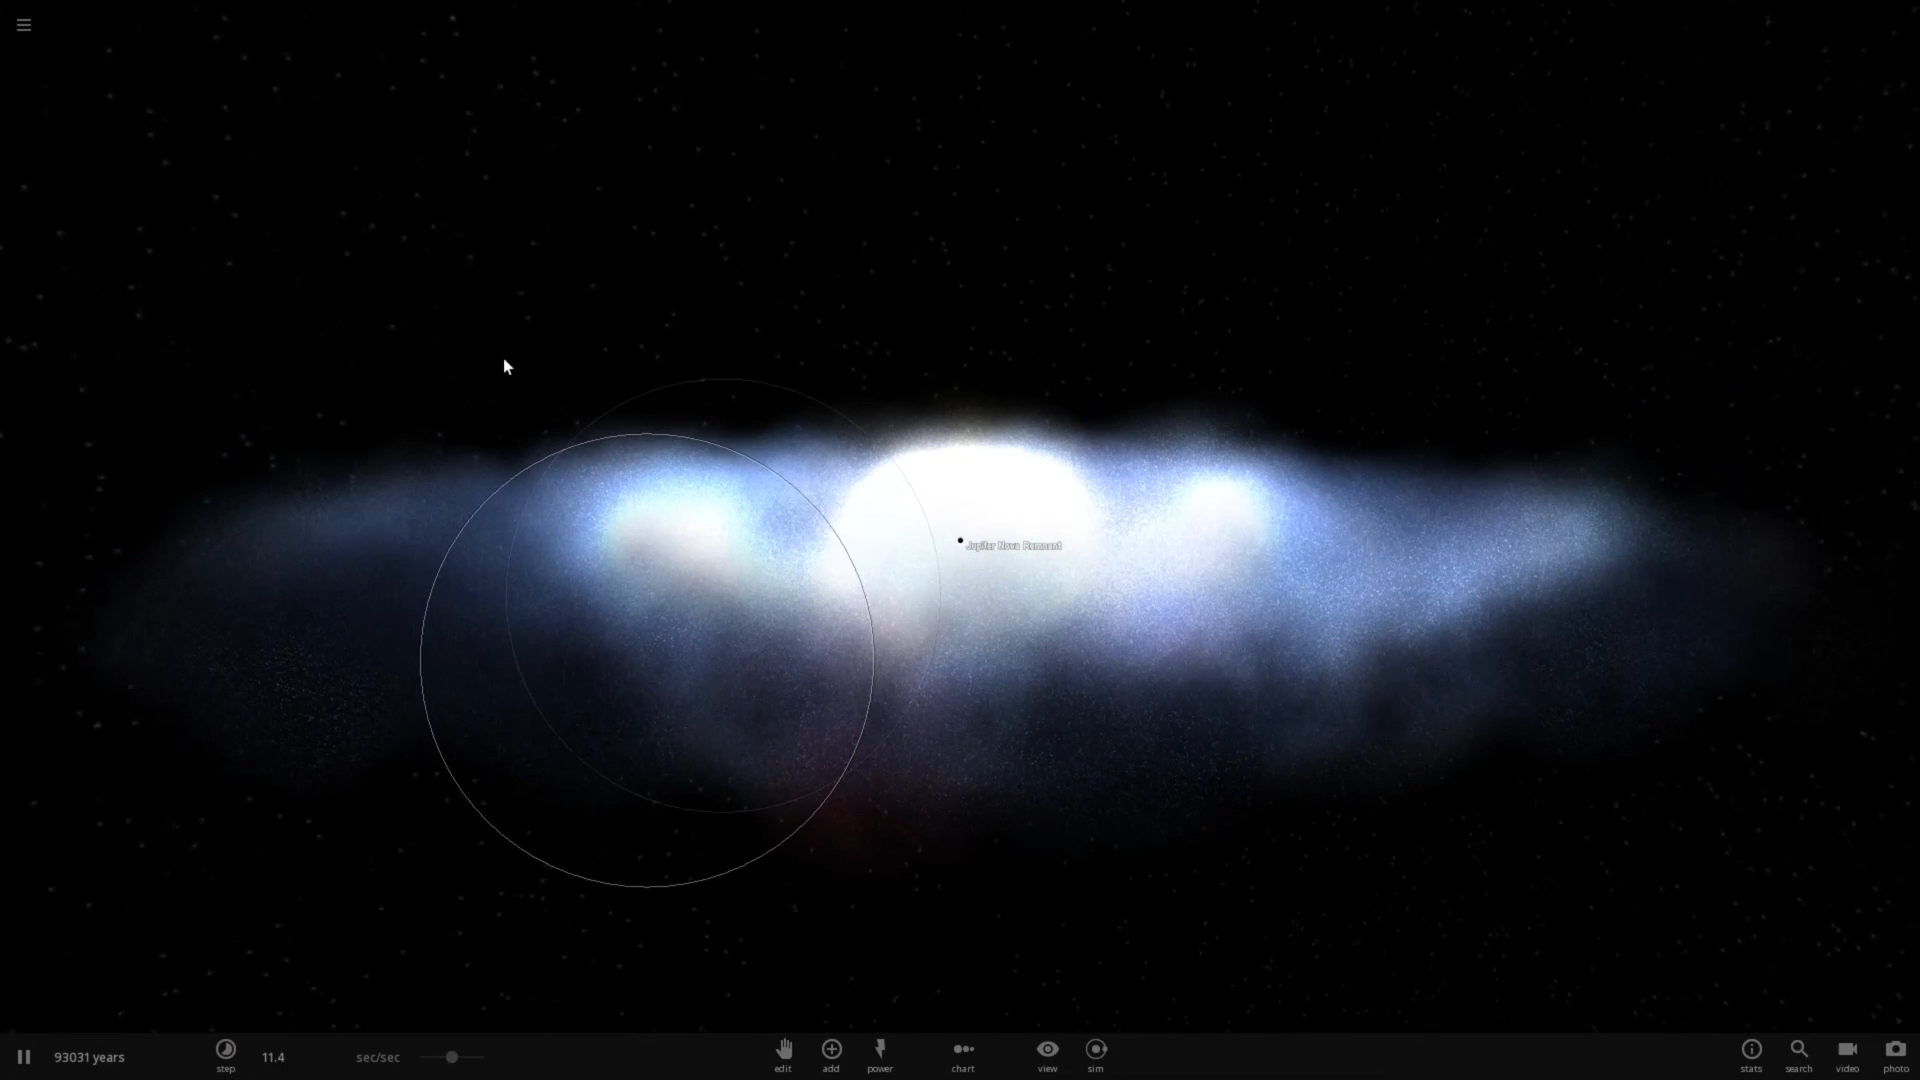 Jupiter Nova Remnant
93031 years
step
11.4
sec/sec
edit
add
power
chart
view
sim
stats
search
video
photo